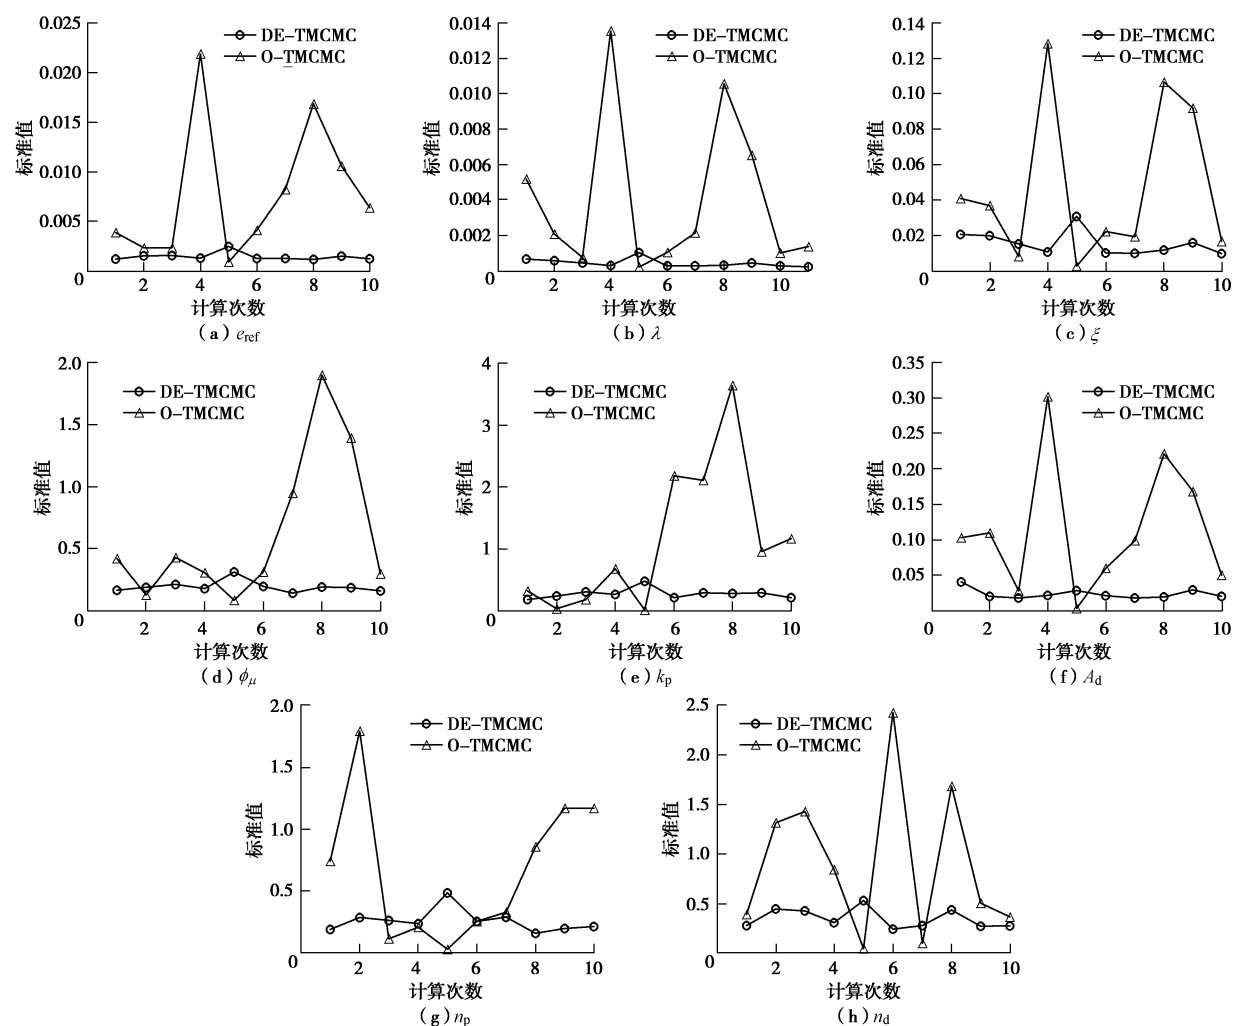 0.025
0.020
0.015
0.010
0.005
0
标准值
DE–TMCMC
O–TMCMC
2 4 6 8 10
计算次数
(a) e_ref
0.014
0.012
0.010
0.008
0.006
0.004
0.002
0
标准值
DE–TMCMC
O–TMCMC
2 4 6 8 10
计算次数
(b) λ
0.14
0.12
0.10
0.08
0.06
0.04
0.02
0
标准值
DE–TMCMC
O–TMCMC
2 4 6 8 10
计算次数
(c) ξ
2.0
1.5
1.0
0.5
0
标准值
DE–TMCMC
O–TMCMC
2 4 6 8 10
计算次数
(d) ϕ_μ
4
3
2
1
0
标准值
DE–TMCMC
O–TMCMC
2 4 6 8 10
计算次数
(e) k_p
0.35
0.30
0.25
0.20
0.15
0.10
0.05
0
标准值
DE–TMCMC
O–TMCMC
2 4 6 8 10
计算次数
(f) A_d
2.0
1.5
1.0
0.5
0
标准值
DE–TMCMC
O–TMCMC
2 4 6 8 10
计算次数
(g) n_p
2.5
2.0
1.5
1.0
0.5
0
标准值
DE–TMCMC
O–TMCMC
2 4 6 8 10
计算次数
(h) n_d